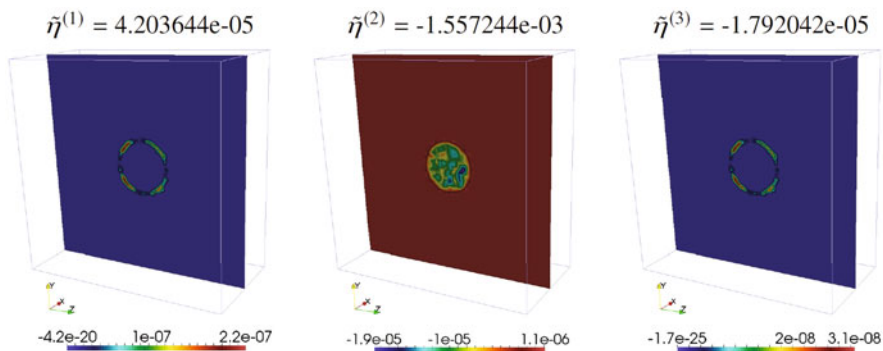 η̃⁽¹⁾ = 4.203644e-05
η̃⁽²⁾ = -1.557244e-03
η̃⁽³⁾ = -1.792042e-05
Y
X
Z
Y
X
Z
Y
X
Z
-4.2e-20 1e-07 2.2e-07
-1.9e-05 -1e-05 1.1e-06
-1.7e-25 2e-08 3.1e-08